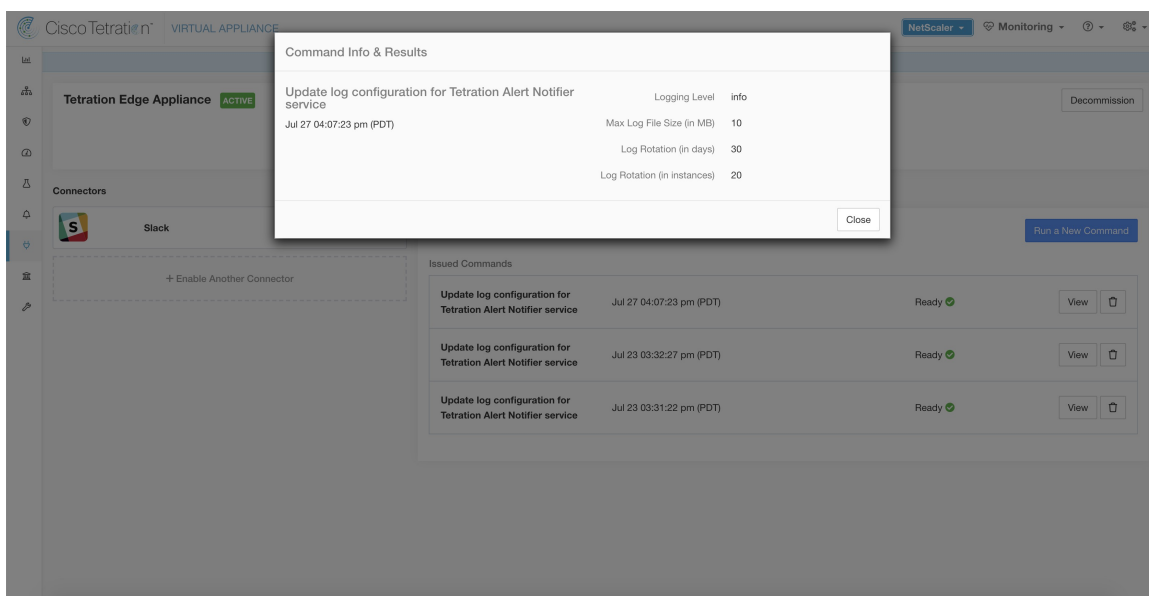 Cisco Tetration™ VIRTUAL APPLIANCE NetScaler Monitoring
Command Info & Results
Update log configuration for Tetration Alert Notifier
service
Jul 27 04:07:23 pm (PDT)
Logging Level info
Max Log File Size (in MB) 10
Log Rotation (in days) 30
Log Rotation (in instances) 20
Close
Tetration Edge Appliance ACTIVE Decommission
Connectors
S Slack
+ Enable Another Connector
Run a New Command
Issued Commands
Update log configuration for
Tetration Alert Notifier service
Jul 27 04:07:23 pm (PDT) Ready View
Update log configuration for
Tetration Alert Notifier service
Jul 23 03:32:27 pm (PDT) Ready View
Update log configuration for
Tetration Alert Notifier service
Jul 23 03:31:22 pm (PDT) Ready View